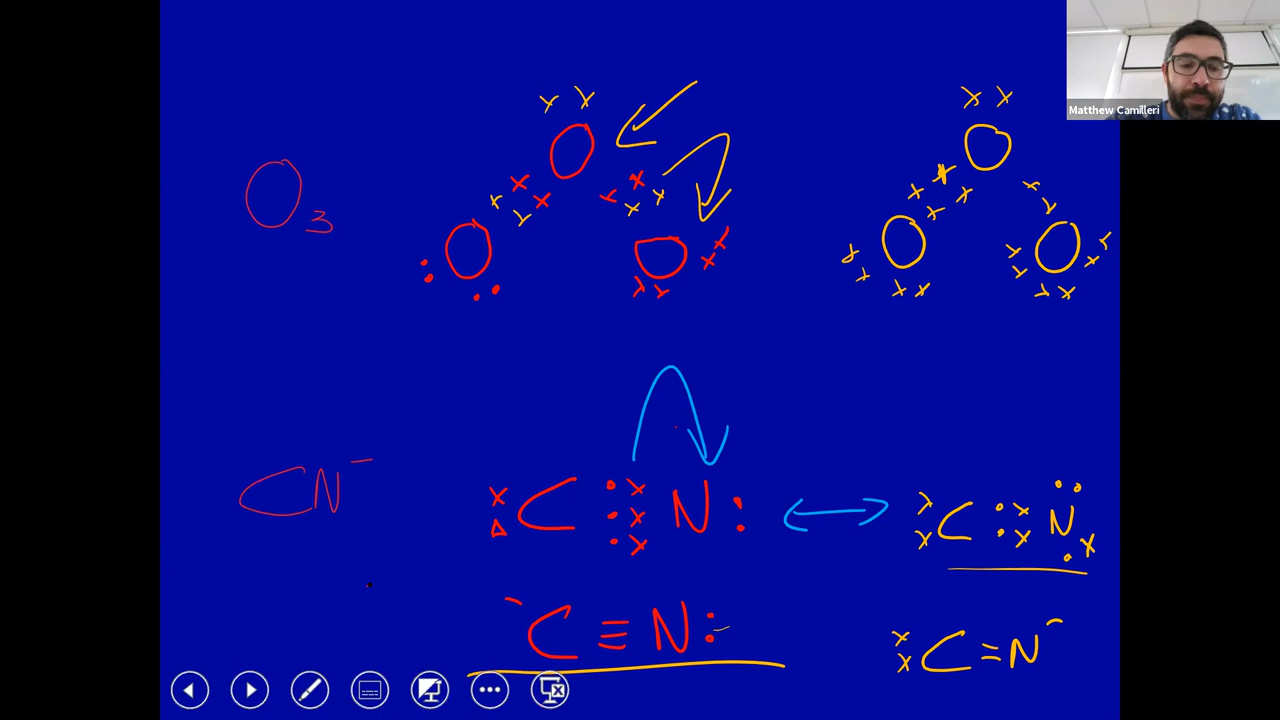 Matthew Camilleri
O O
O3
O O O O
CN⁻
C N: C N
⁻C≡N: C=N⁻